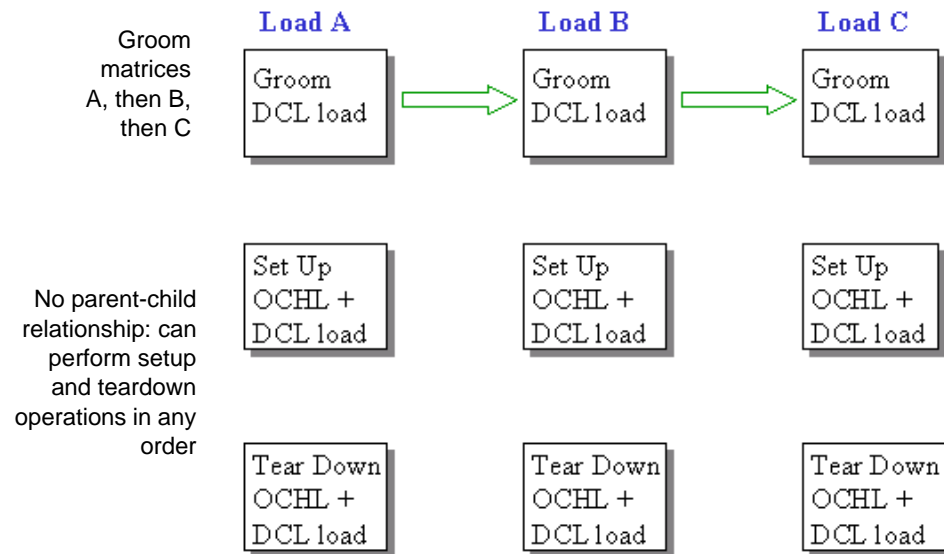 Load A
Load B
Load C
Groom
matrices
A, then B,
then C
Groom
DCL load
Groom
DCL load
Groom
DCL load
No parent-child
relationship: can
perform setup
and teardown
operations in any
order
Set Up
OCHL +
DCL load
Set Up
OCHL +
DCL load
Set Up
OCHL +
DCL load
Tear Down
OCHL +
DCL load
Tear Down
OCHL +
DCL load
Tear Down
OCHL +
DCL load